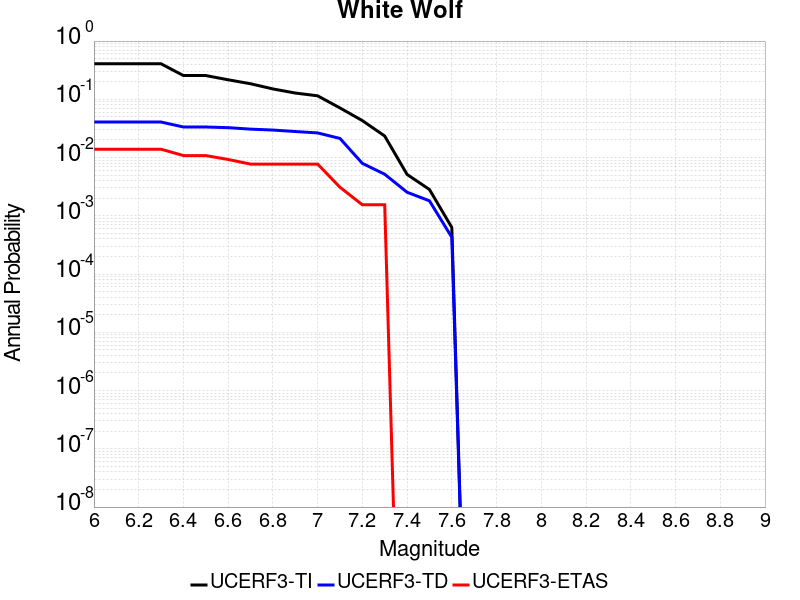 White Wolf
Annual Probability
10^0
10^-1
10^-2
10^-3
10^-4
10^-5
10^-6
10^-7
10^-8
6 6.2 6.4 6.6 6.8 7 7.2 7.4 7.6 7.8 8 8.2 8.4 8.6 8.8 9
Magnitude
UCERF3-TI UCERF3-TD UCERF3-ETAS